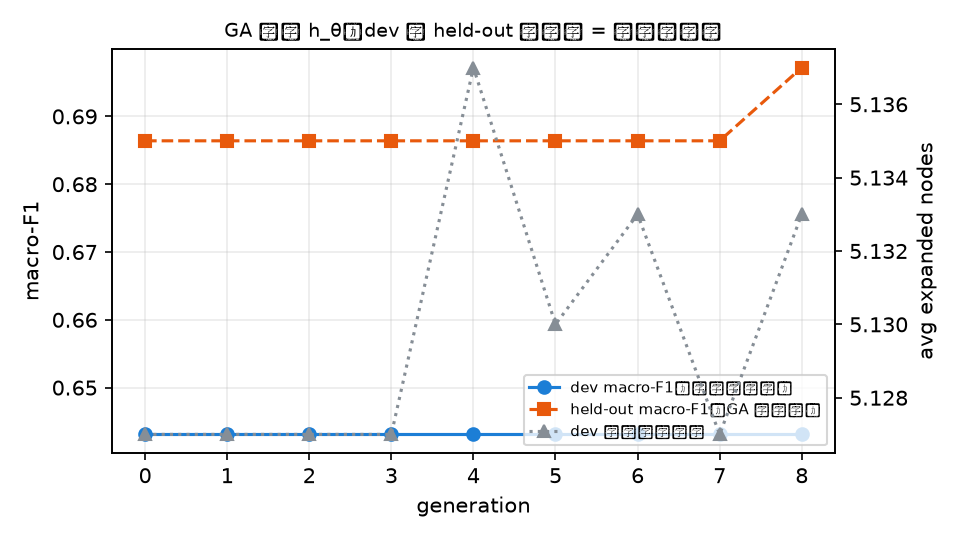 GA h_θ dev held-out =
0.69
0.68
0.67
0.66
0.65
macro-F1
5.136
5.134
5.132
5.130
5.128
avg expanded nodes
dev macro-F1
held-out macro-F1 GA
dev
0 1 2 3 4 5 6 7 8
generation